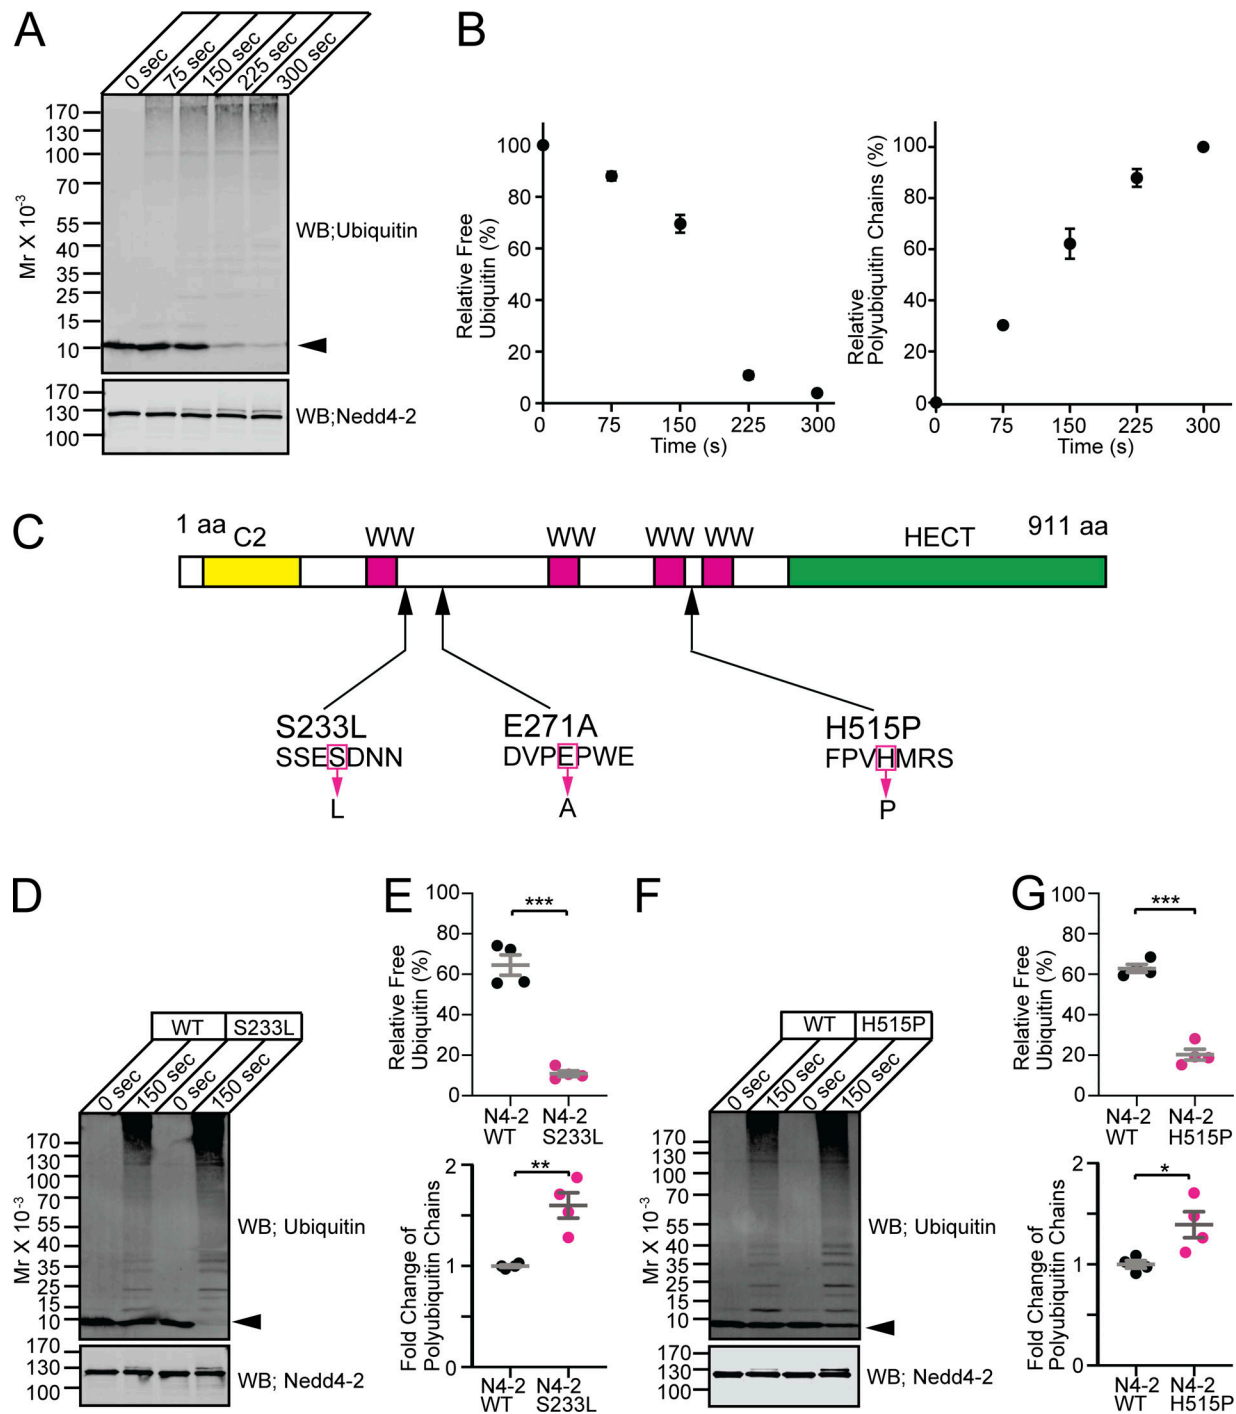 A
0 sec
75 sec
150 sec
225 sec
300 sec
Mr X 10-3
170
130
100
70
55
40
35
25
15
10
WB;Ubiquitin
170
130
100
WB;Nedd4-2
B
Relative Free
Ubiquitin (%)
100
80
60
40
20
0
0 75 150 225 300
Time (s)
Relative
Polyubiquitin Chains (%)
100
80
60
40
20
0
0 75 150 225 300
Time (s)
C
1 aa
C2
WW
WW
WW
WW
HECT
911 aa
S233L
SSESDNN
L
E271A
DVPEPWE
A
H515P
FPVHMRS
P
D
WT S233L
0 sec
150 sec
0 sec
150 sec
Mr X 10-3
170
130
100
70
55
40
35
25
15
10
WB; Ubiquitin
170
130
100
WB; Nedd4-2
E
Relative Free
Ubiquitin (%)
100
80
60
40
20
0
***
N4-2 N4-2
WT S233L
Fold Change of
Polyubiquitin Chains
2
1
0
**
N4-2 N4-2
WT S233L
F
WT H515P
0 sec
150 sec
0 sec
150 sec
Mr X 10-3
170
130
100
70
55
40
35
25
15
10
WB; Ubiquitin
170
130
100
WB; Nedd4-2
G
Relative Free
Ubiquitin (%)
100
80
60
40
20
0
***
N4-2 N4-2
WT H515P
Fold Change of
Polyubiquitin Chains
2
1
0
*
N4-2 N4-2
WT H515P